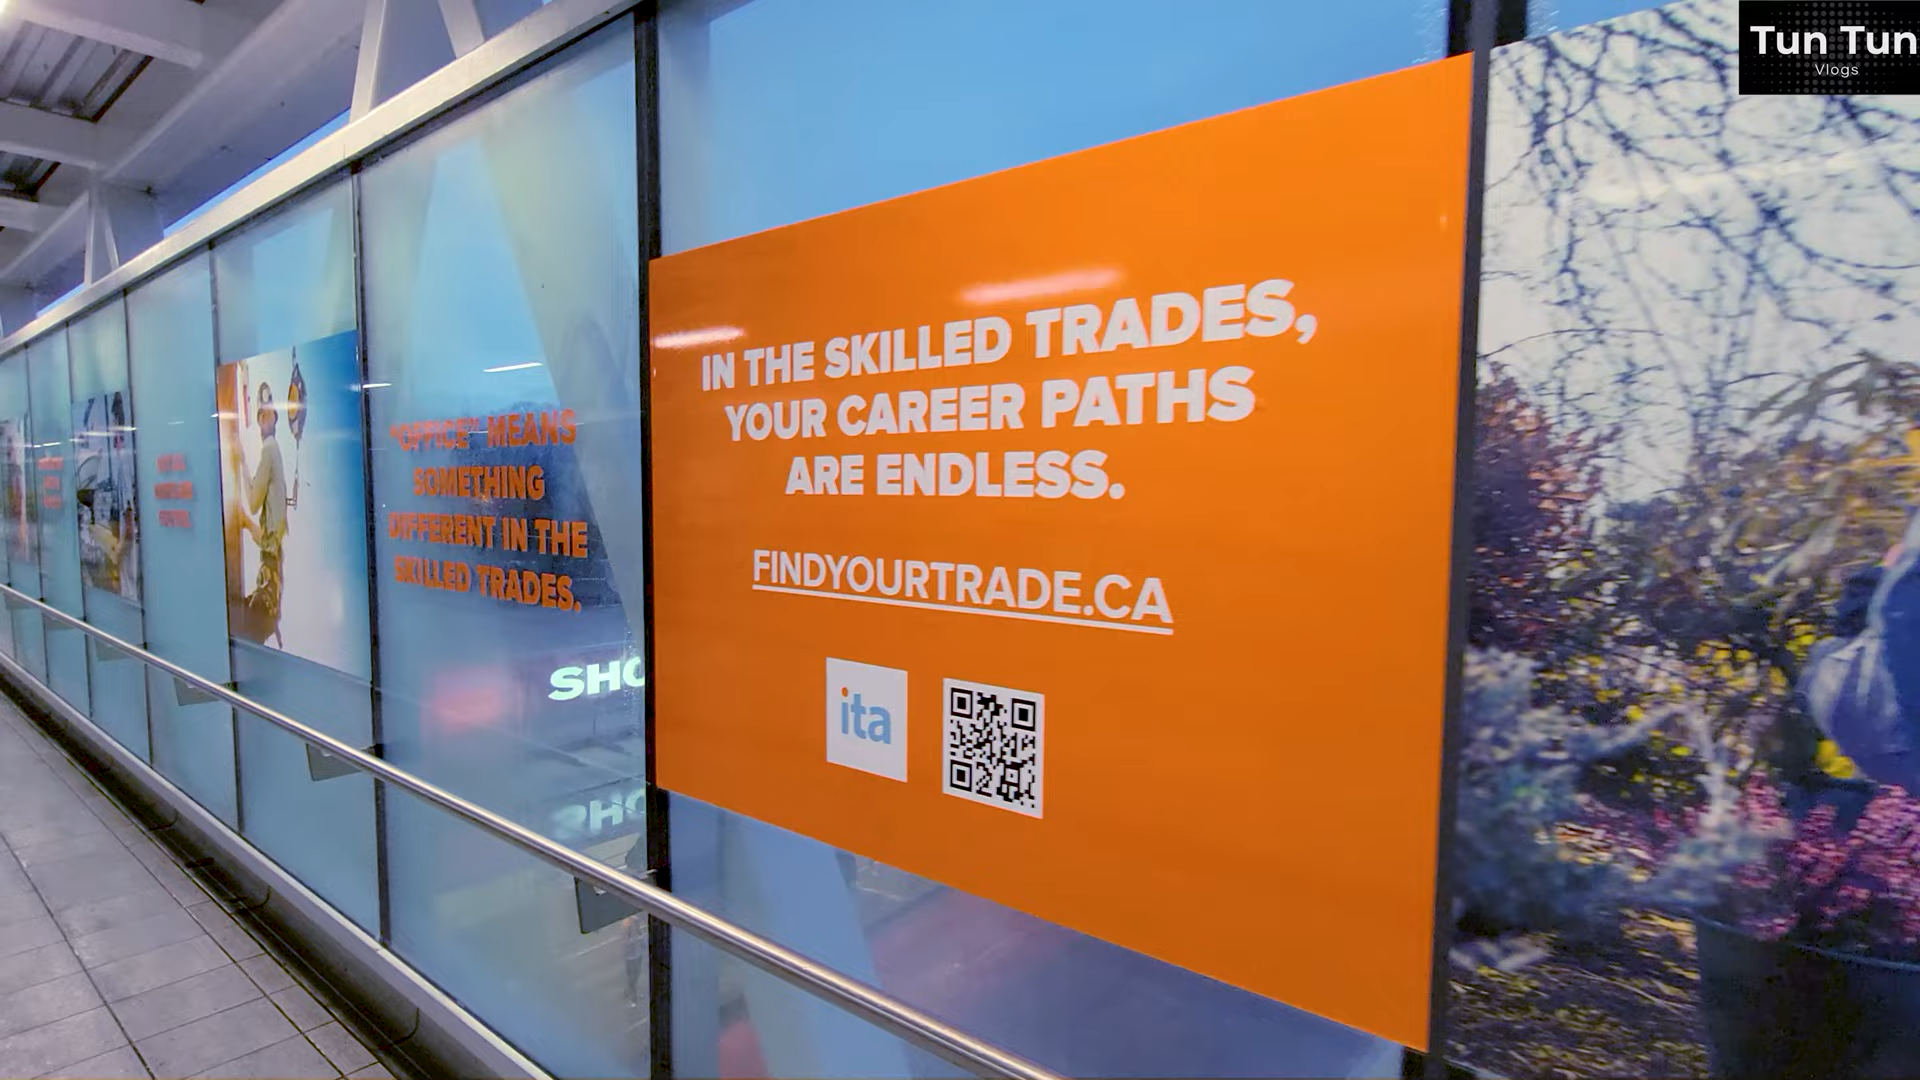 Tun Tun
Vlogs
IN THE SKILLED TRADES,
YOUR CAREER PATHS
ARE ENDLESS.
FINDYOURTRADE.CA
ita
"OFFICE" MEANS
SOMETHING
DIFFERENT IN THE
SKILLED TRADES.
SHO